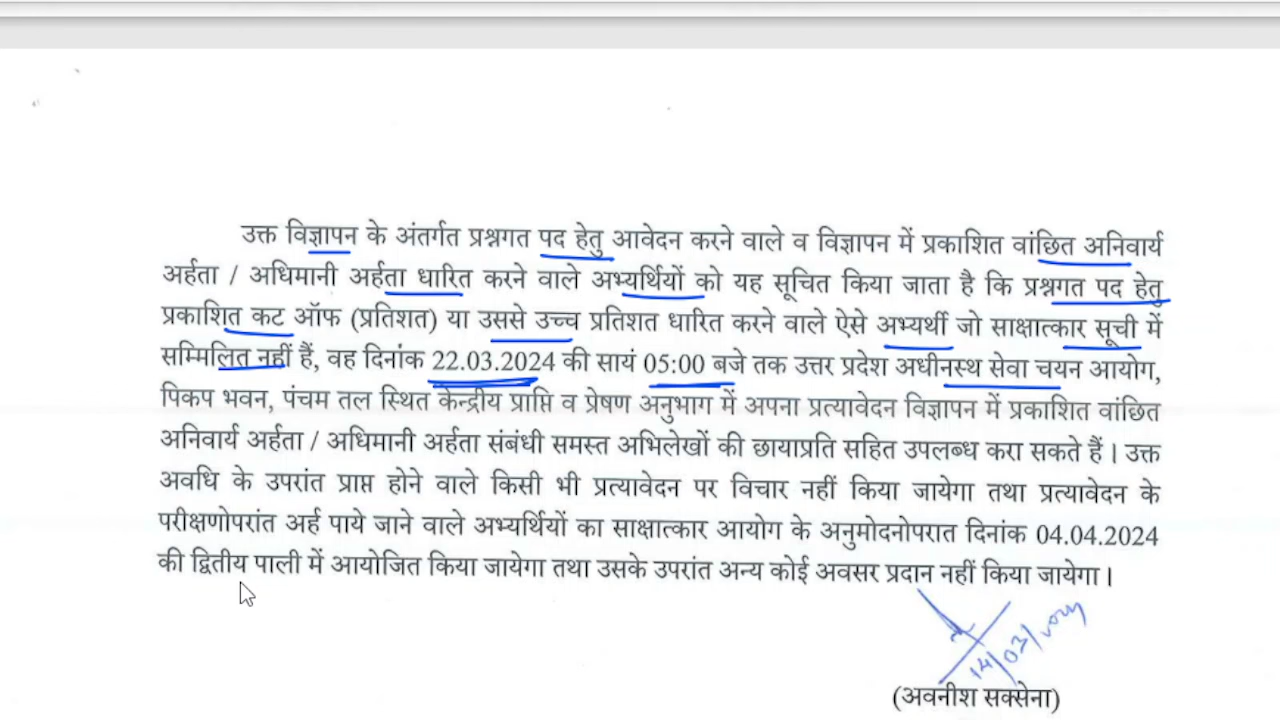 उक्त विज्ञापन के अंतर्गत प्रश्नगत पद हेतु आवेदन करने वाले व विज्ञापन में प्रकाशित वांछित अनिवार्य
अर्हता / अधिमानी अर्हता धारित करने वाले अभ्यर्थियों को यह सूचित किया जाता है कि प्रश्नगत पद हेतु
प्रकाशित कट ऑफ (प्रतिशत) या उससे उच्च प्रतिशत धारित करने वाले ऐसे अभ्यर्थी जो साक्षात्कार सूची में
सम्मिलित नहीं हैं, वह दिनांक 22.03.2024 की सायं 05:00 बजे तक उत्तर प्रदेश अधीनस्थ सेवा चयन आयोग,
पिकप भवन, पंचम तल स्थित केन्द्रीय प्राप्ति व प्रेषण अनुभाग में अपना प्रत्यावेदन विज्ञापन में प्रकाशित वांछित
अनिवार्य अर्हता / अधिमानी अर्हता संबंधी समस्त अभिलेखों की छायाप्रति सहित उपलब्ध करा सकते हैं। उक्त
अवधि के उपरांत प्राप्त होने वाले किसी भी प्रत्यावेदन पर विचार नहीं किया जायेगा तथा प्रत्यावेदन के
परीक्षणोपरांत अर्ह पाये जाने वाले अभ्यर्थियों का साक्षात्कार आयोग के अनुमोदनोपरात दिनांक 04.04.2024
की द्वितीय पाली में आयोजित किया जायेगा तथा उसके उपरांत अन्य कोई अवसर प्रदान नहीं किया जायेगा।
14/03/
(अवनीश सक्सेना)